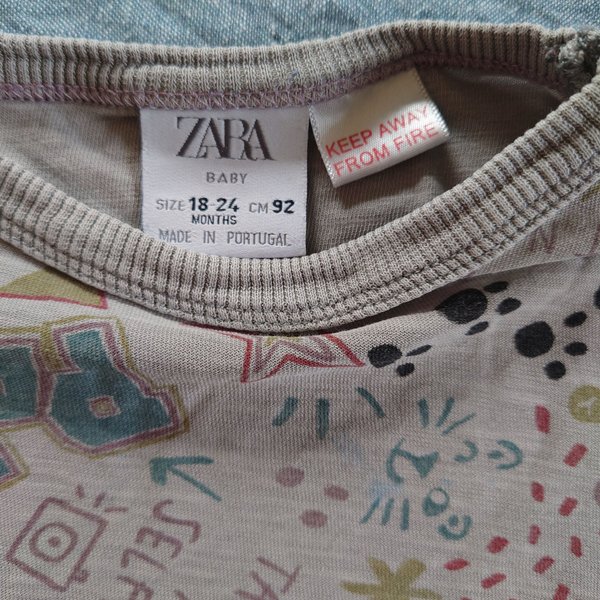 ZARA
BABY
SIZE 18-24 CM 92
MONTHS
MADE IN PORTUGAL
KEEP AWAY
FROM FIRE